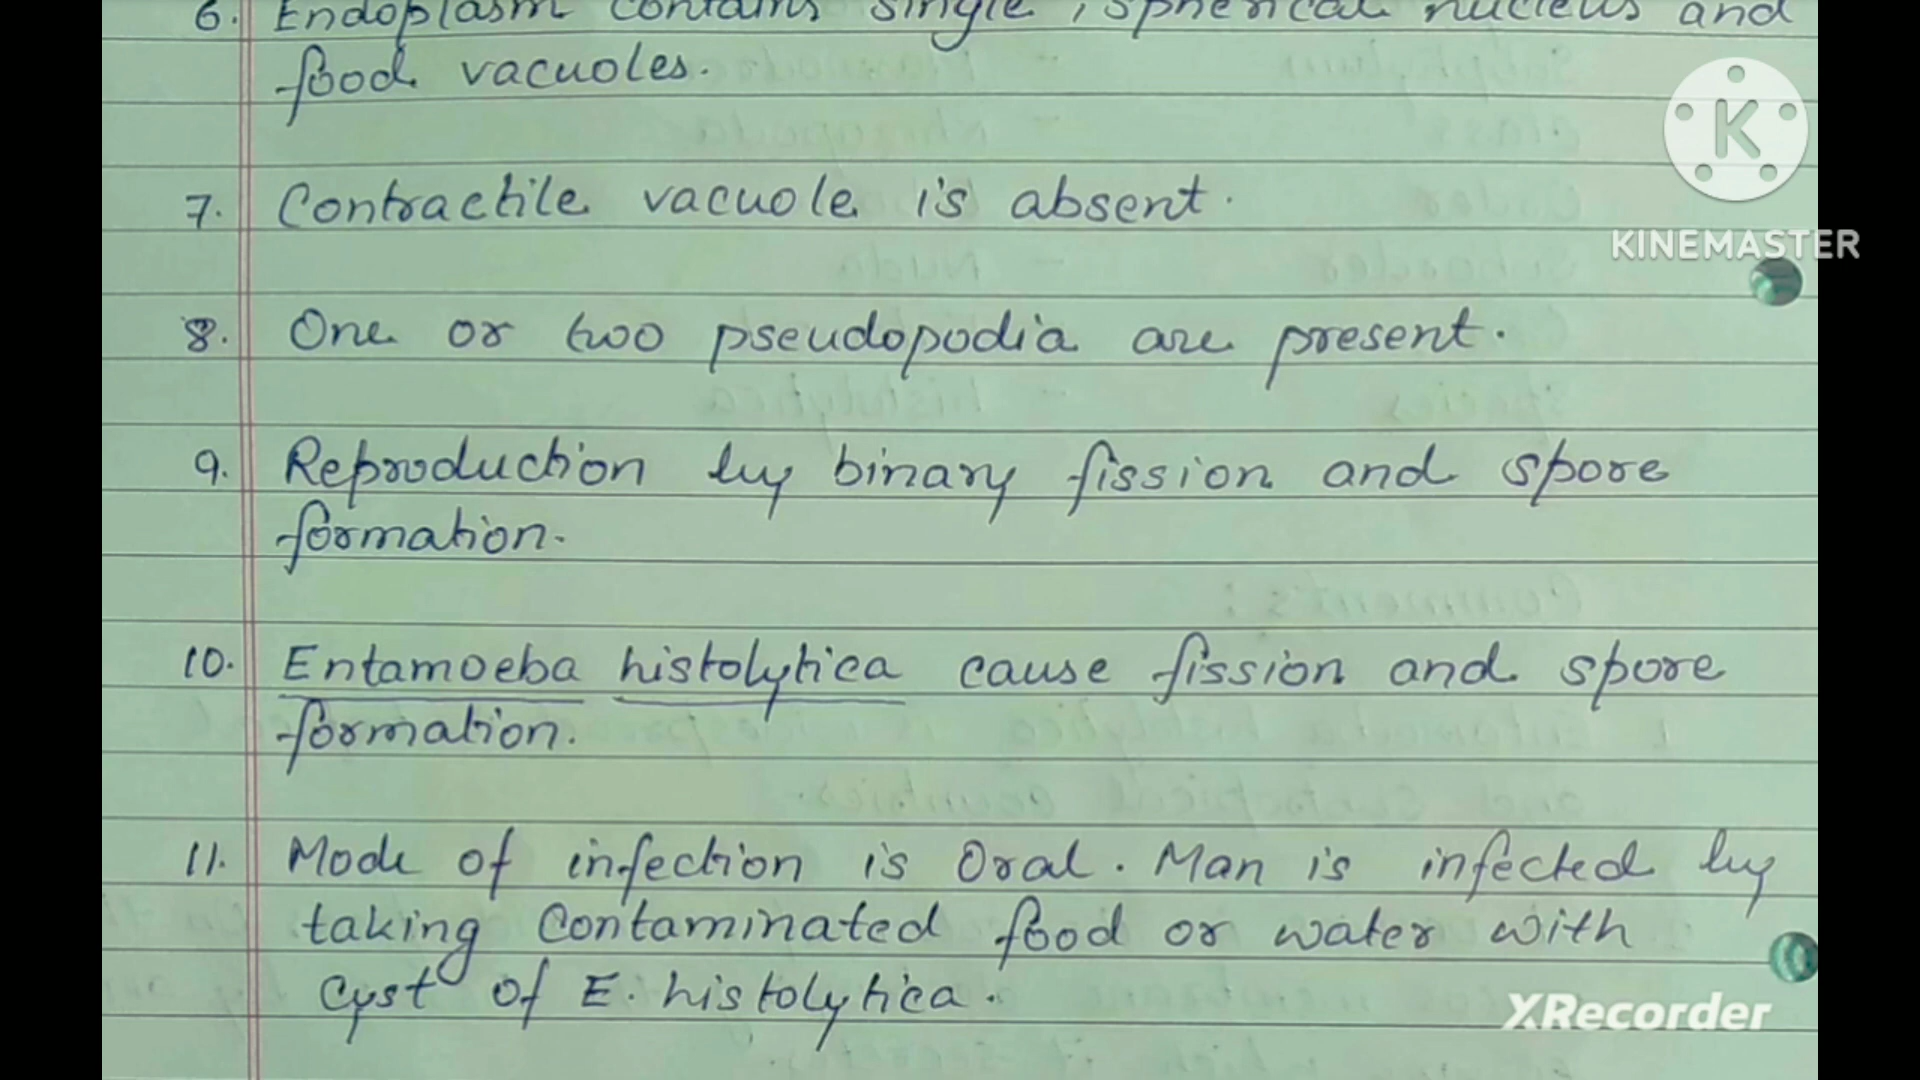 6. Endoplasm contains single, spherical nucleus and
food vacuoles.
7. Contractile vacuole is absent.
8. One or two pseudopodia are present.
9. Reproduction by binary fission and spore
formation.
10. Entamoeba histolytica cause fission and spore
formation.
11. Mode of infection is Oral. Man is infected by
taking Contaminated food or water with
Cyst of E. histolytica.
K
KINEMASTER
XRecorder